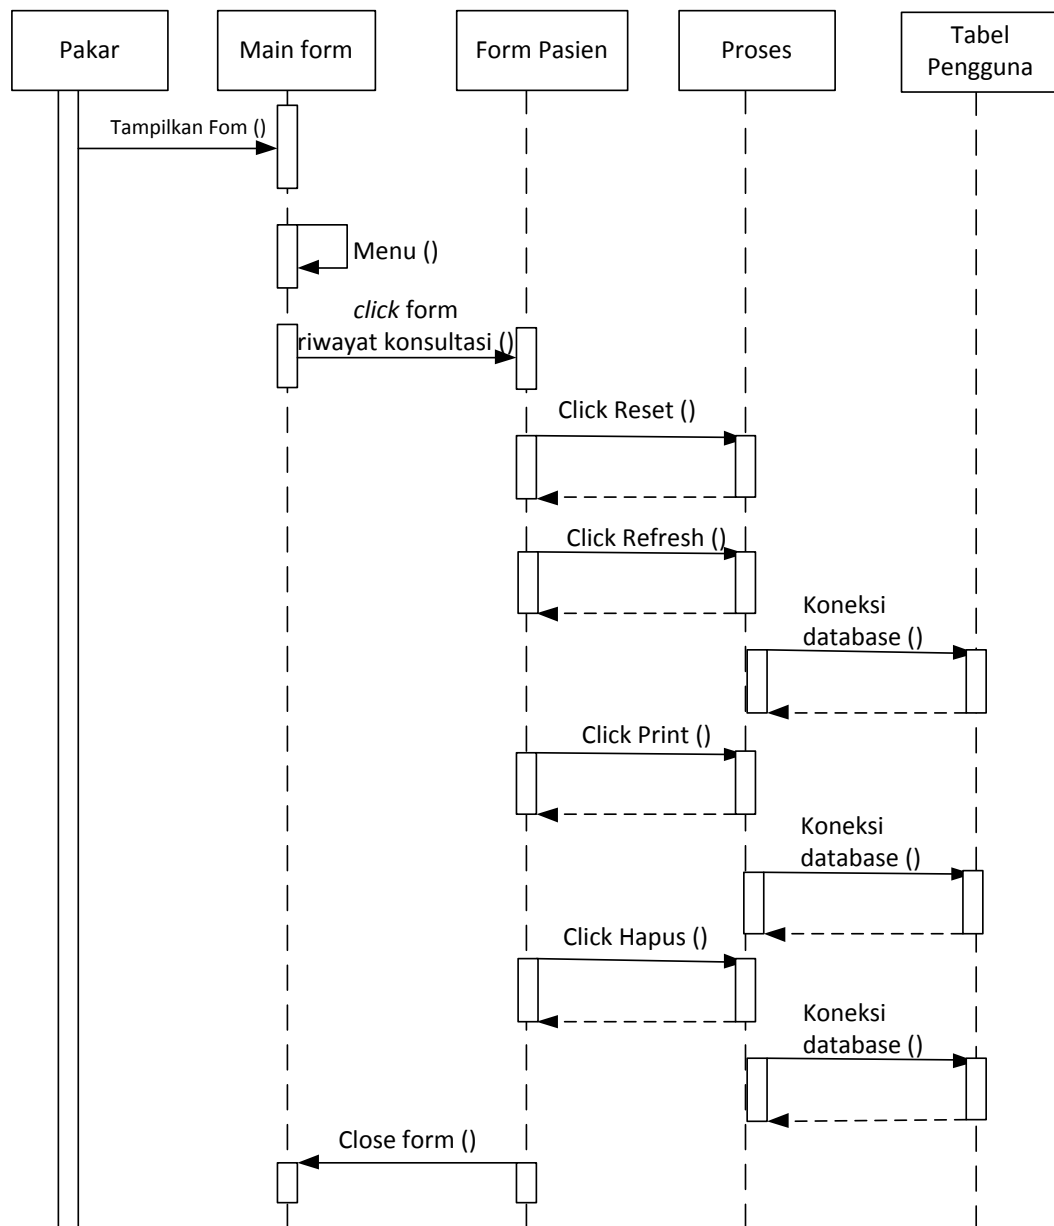 Pakar
Main form
Form Pasien
Proses
Tabel
Pengguna
Tampilkan Fom ()
Menu ()
click form
riwayat konsultasi ()
Click Reset ()
Click Refresh ()
Koneksi
database ()
Click Print ()
Koneksi
database ()
Click Hapus ()
Koneksi
database ()
Close form ()